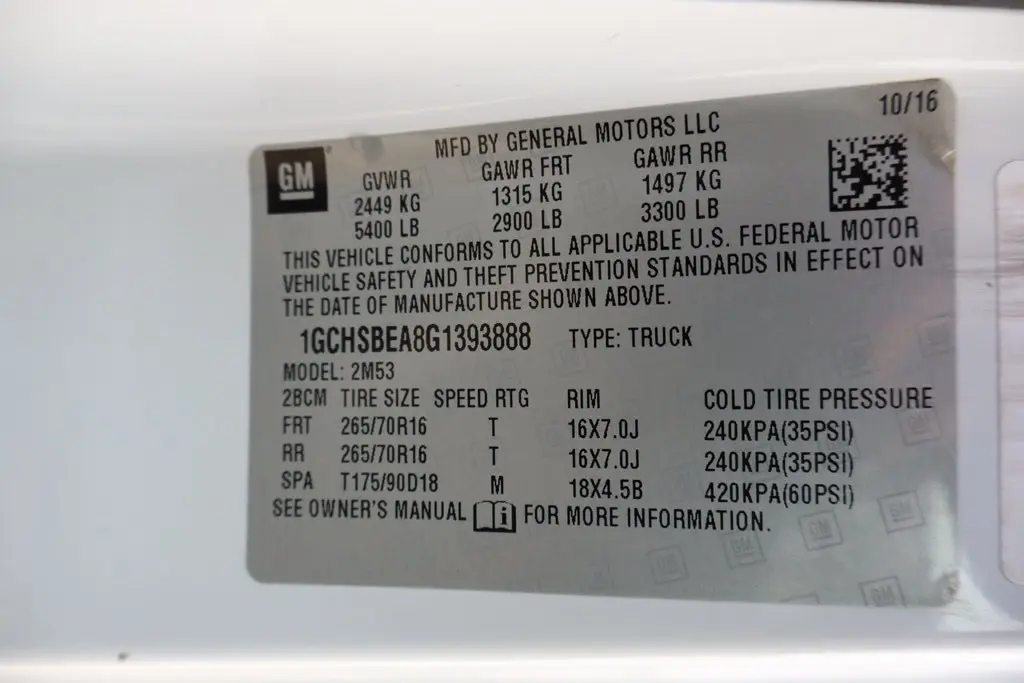 10/16
MFD BY GENERAL MOTORS LLC
GM
GVWR GAWR FRT GAWR RR
2449 KG 1315 KG 1497 KG
5400 LB 2900 LB 3300 LB
THIS VEHICLE CONFORMS TO ALL APPLICABLE U.S. FEDERAL MOTOR
VEHICLE SAFETY AND THEFT PREVENTION STANDARDS IN EFFECT ON
THE DATE OF MANUFACTURE SHOWN ABOVE.
1GCHSBEA8G1393888 TYPE: TRUCK
MODEL: 2M53
2BCM TIRE SIZE SPEED RTG RIM COLD TIRE PRESSURE
FRT 265/70R16 T 16X7.0J 240KPA(35PSI)
RR 265/70R16 T 16X7.0J 240KPA(35PSI)
SPA T175/90D18 M 18X4.5B 420KPA(60PSI)
SEE OWNER'S MANUAL i FOR MORE INFORMATION.